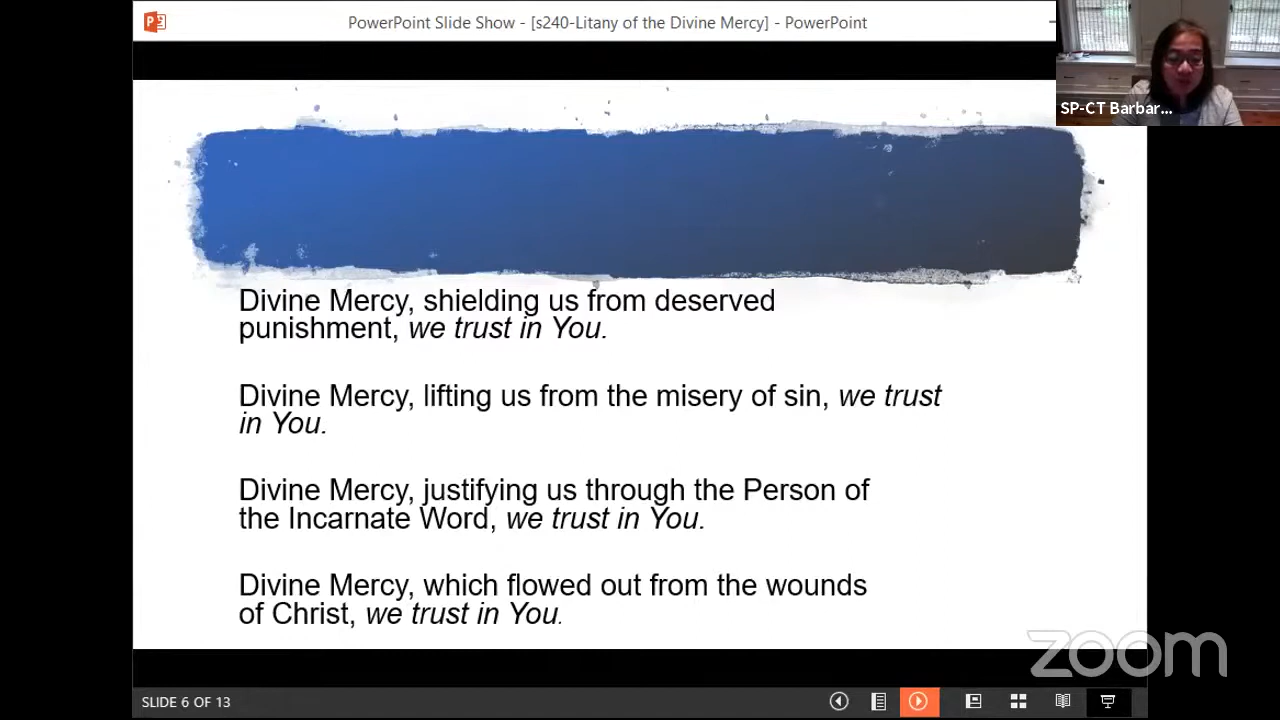 PowerPoint Slide Show - [s240-Litany of the Divine Mercy] - PowerPoint
SP-CT Barbar...
Divine Mercy, shielding us from deserved
punishment, we trust in You.
Divine Mercy, lifting us from the misery of sin, we trust
in You.
Divine Mercy, justifying us through the Person of
the Incarnate Word, we trust in You.
Divine Mercy, which flowed out from the wounds
of Christ, we trust in You.
zoom
SLIDE 6 OF 13